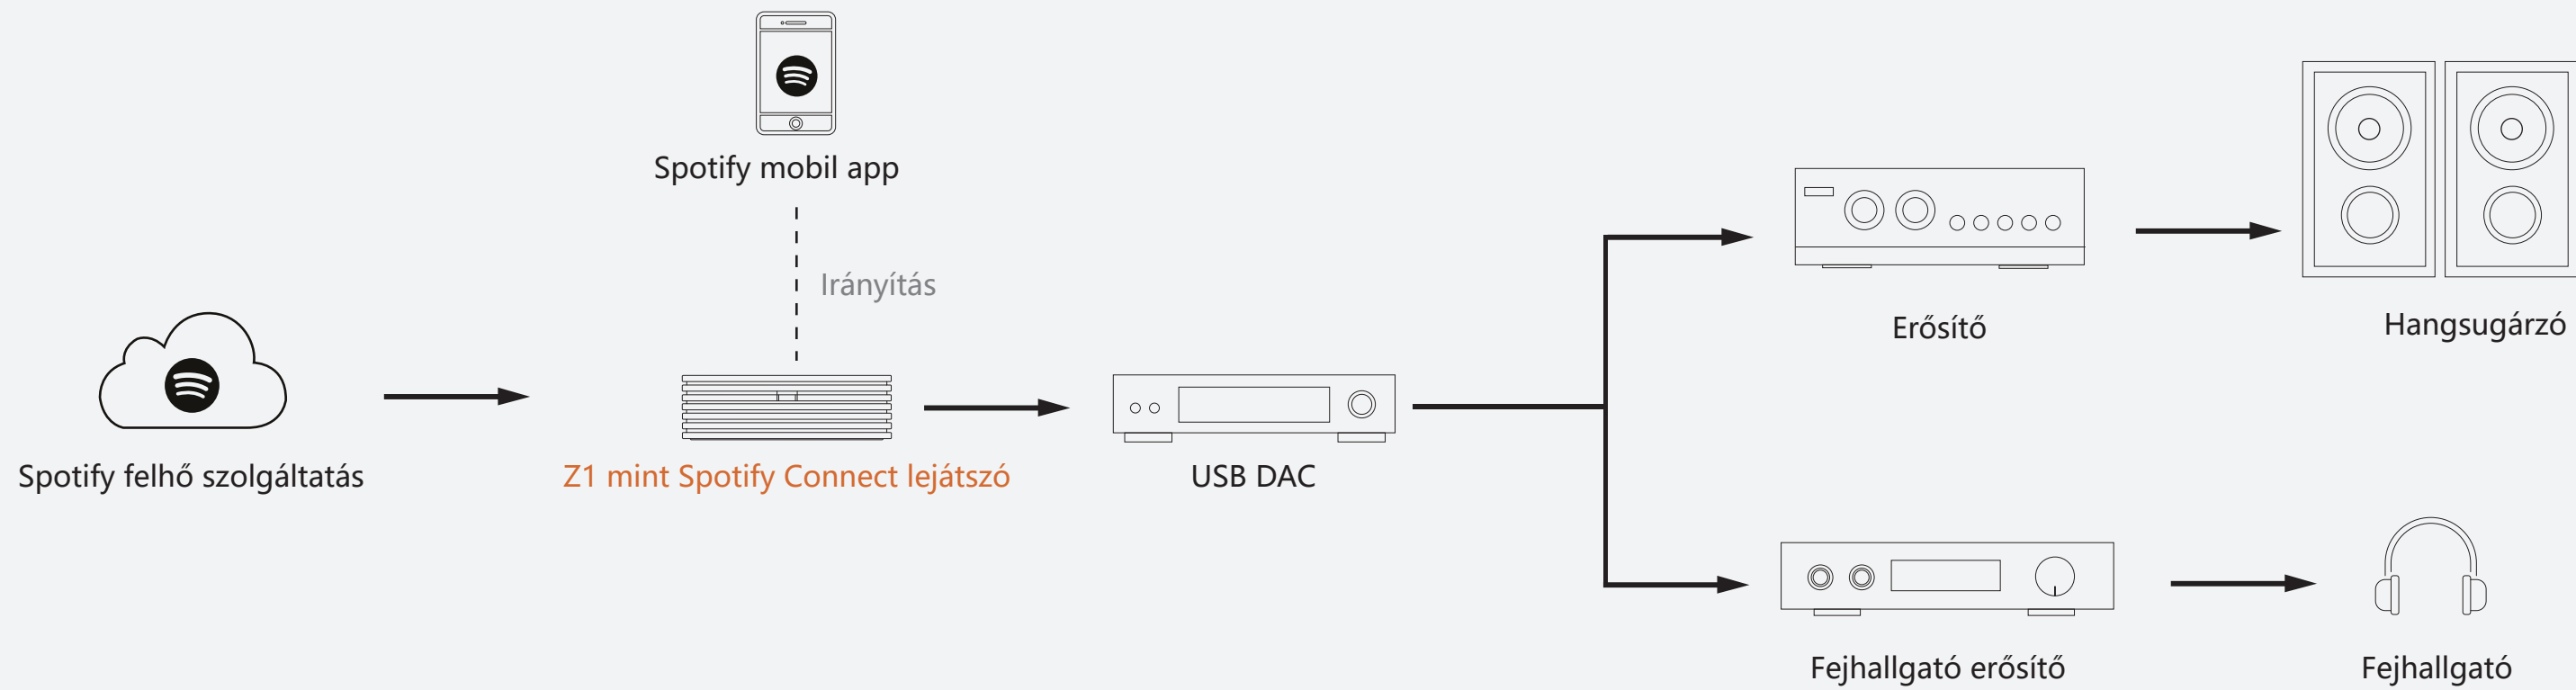 Spotify mobil app
Irányítás
Erősítő
Hangsugárzó
Spotify felhő szolgáltatás
Z1 mint Spotify Connect lejátszó
USB DAC
Fejhallgató erősítő
Fejhallgató